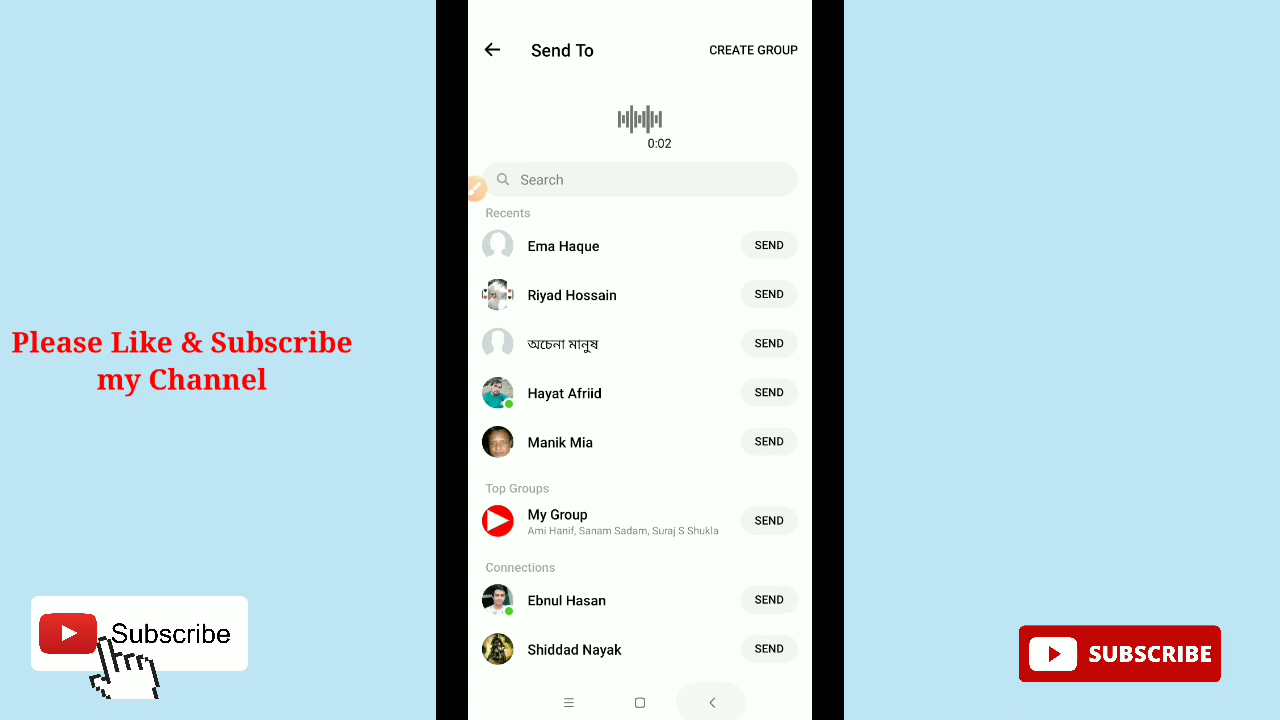 Send To
CREATE GROUP
0:02
Search
Recents
Ema Haque
SEND
Riyad Hossain
SEND
অচেনা মানুষ
SEND
Hayat Afriid
SEND
Manik Mia
SEND
Top Groups
My Group
Ami Hanif, Sanam Sadam, Suraj S Shukla
SEND
Connections
Ebnul Hasan
SEND
Shiddad Nayak
SEND
Please Like & Subscribe
my Channel
Subscribe
SUBSCRIBE